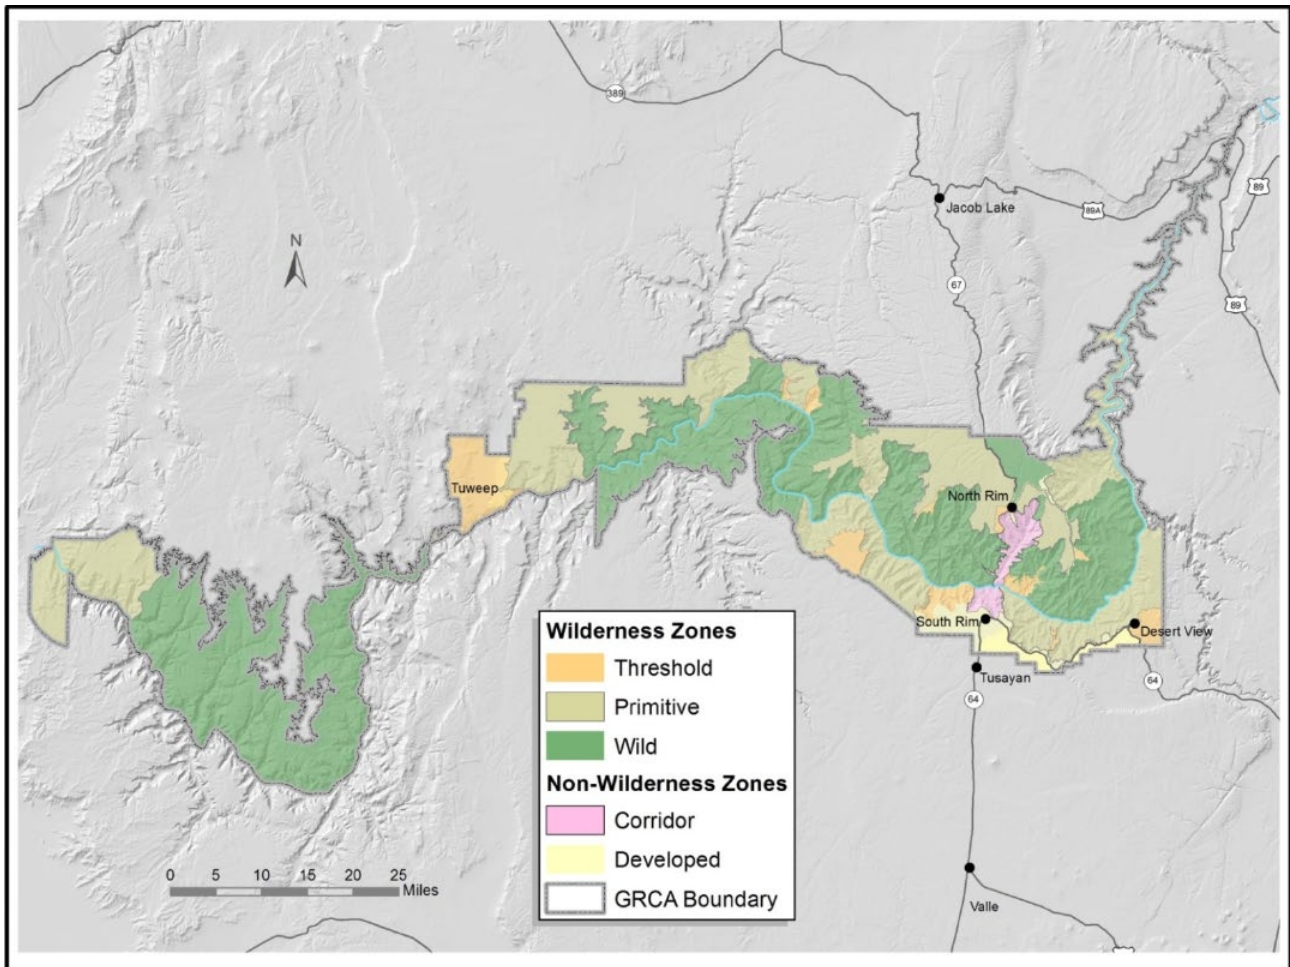 389
89
Jacob Lake
89A
N
67
89
Tuweep
North Rim
South Rim
Desert View
Tusayan
64
64
Valle
Wilderness Zones
Threshold
Primitive
Wild
Non-Wilderness Zones
Corridor
Developed
GRCA Boundary
0 5 10 15 20 25
Miles